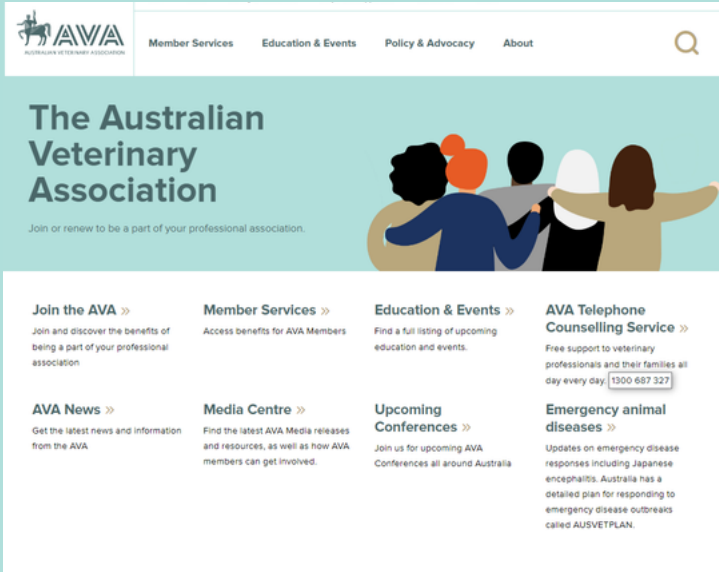 AVA
AUSTRALIAN VETERINARY ASSOCIATION
Member Services
Education & Events
Policy & Advocacy
About
The Australian
Veterinary
Association
Join or renew to be a part of your professional association.
Join the AVA »
Join and discover the benefits of
being a part of your professional
association
Member Services »
Access benefits for AVA Members
Education & Events »
Find a full listing of upcoming
education and events.
AVA Telephone
Counselling Service »
Free support to veterinary
professionals and their families all
day every day. 1300 687 327
AVA News »
Get the latest news and information
from the AVA
Media Centre »
Find the latest AVA Media releases
and resources, as well as how AVA
members can get involved.
Upcoming
Conferences »
Join us for upcoming AVA
Conferences all around Australia
Emergency animal
diseases »
Updates on emergency disease
responses including Japanese
encephalitis. Australia has a
detailed plan for responding to
emergency disease outbreaks
called AUSVETPLAN.